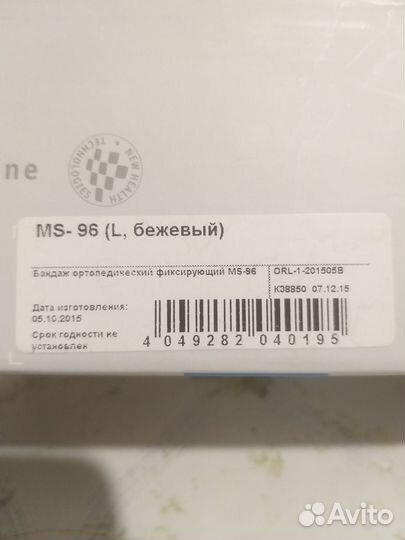 ne
NEW HEALTH TECHNOLOGIES
MS- 96 (L, бежевый)
Бандаж ортопедический фиксирующий MS-96
ORL-1-201505B
K38850 07.12.15
Дата изготовления:
05.10.2015
Срок годности не
установлен
4 049282 040195
Avito